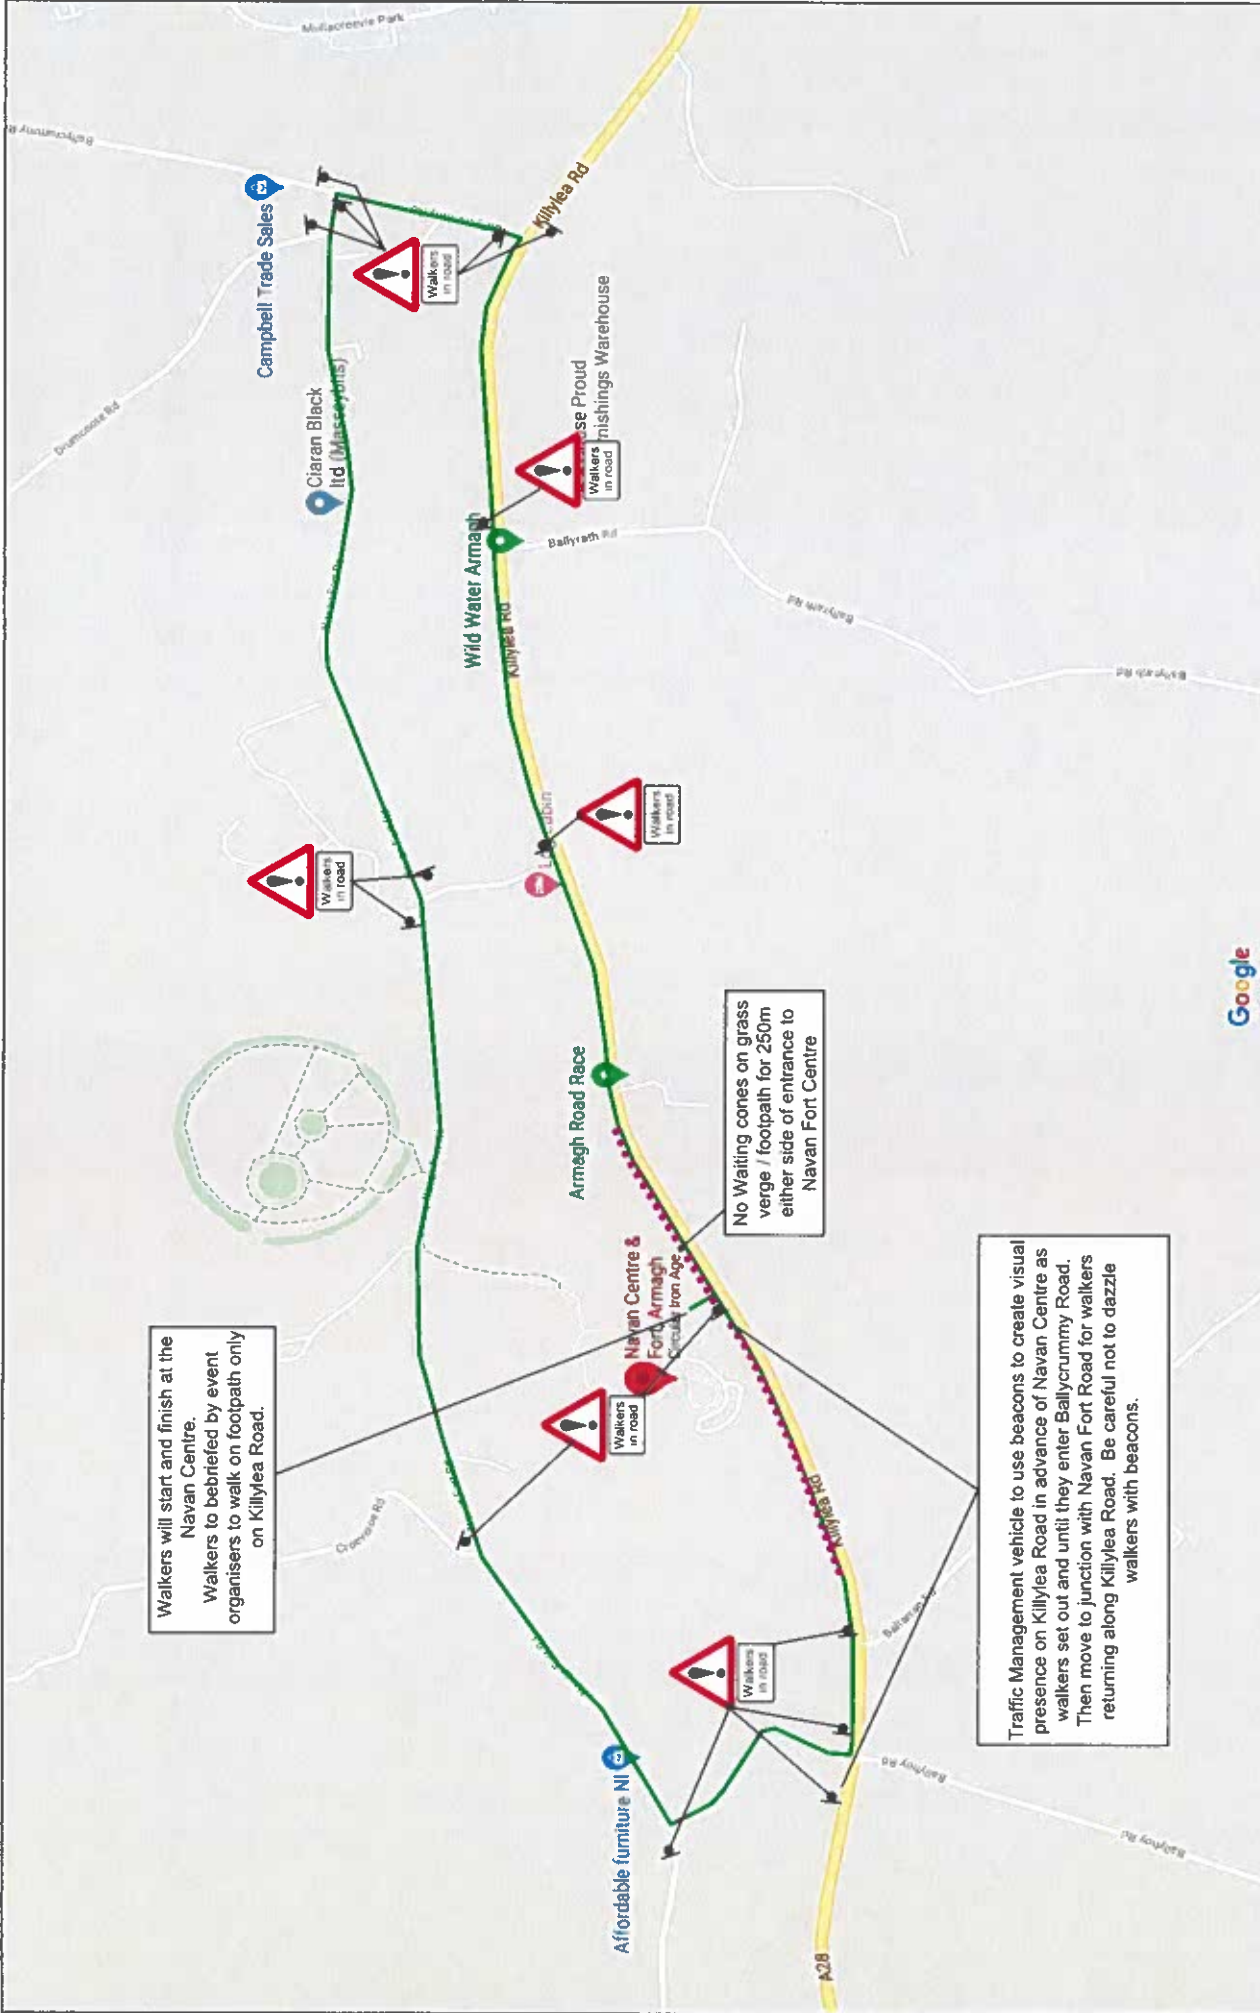 Walkers will start and finish at the
Navan Centre.
Walkers to bebriefed by event
organisers to walk on footpath only
on Killylea Road.
No Waiting cones on grass
verge / footpath for 250m
either side of entrance to
Navan Fort Centre
Traffic Management vehicle to use beacons to create visual
presence on Killylea Road in advance of Navan Centre as
walkers set out and until they enter Ballycrummy Road.
Then move to junction with Navan Fort Road for walkers
returning along Killylea Road. Be careful not to dazzle
walkers with beacons.
Affordable furniture NI
Walkers
in road
Walkers
in road
Walkers
in road
Walkers
in road
Walkers
in road
Walkers
in road
Navan Centre &
Fort, Armagh
Circular Iron Age
Armagh Road Race
Wild Water Armagh
Ciaran Black
ltd
Campbell Trade Sales
use Proud
rnishings Warehouse
Killylea Rd
Killylea Rd
Killylea Rd
A28
Ballyhoy Rd
Ballyhoy Rd
Ballyrath Rd
Ballyrath Rd
Ballyrath Rd
Drumcoote Rd
Creeveroe Rd
Mullacreevie Park
Google